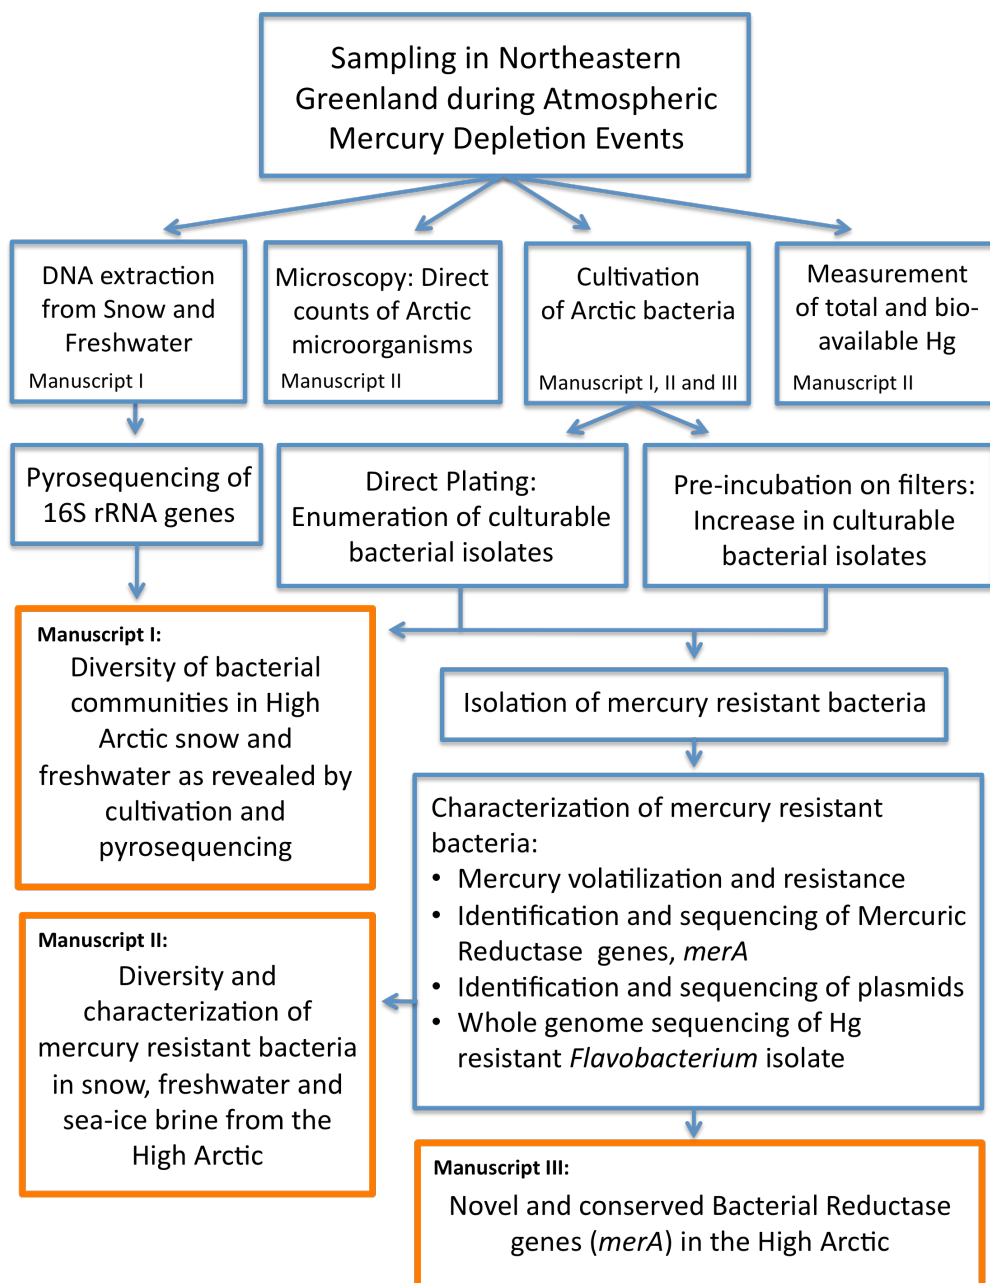 Sampling in Northeastern
Greenland during Atmospheric
Mercury Depletion Events
DNA extraction
from Snow and
Freshwater
Manuscript I
Microscopy: Direct
counts of Arctic
microorganisms
Manuscript II
Cultivation
of Arctic bacteria
Manuscript I, II and III
Measurement
of total and bio-
available Hg
Manuscript II
Pyrosequencing of
16S rRNA genes
Direct Plating:
Enumeration of culturable
bacterial isolates
Pre-incubation on filters:
Increase in culturable
bacterial isolates
Manuscript I:
Diversity of bacterial
communities in High
Arctic snow and
freshwater as revealed by
cultivation and
pyrosequencing
Isolation of mercury resistant bacteria
Characterization of mercury resistant
bacteria:
• Mercury volatilization and resistance
• Identification and sequencing of Mercuric
Reductase genes, merA
• Identification and sequencing of plasmids
• Whole genome sequencing of Hg
resistant Flavobacterium isolate
Manuscript II:
Diversity and
characterization of
mercury resistant bacteria
in snow, freshwater and
sea-ice brine from the
High Arctic
Manuscript III:
Novel and conserved Bacterial Reductase
genes (merA) in the High Arctic